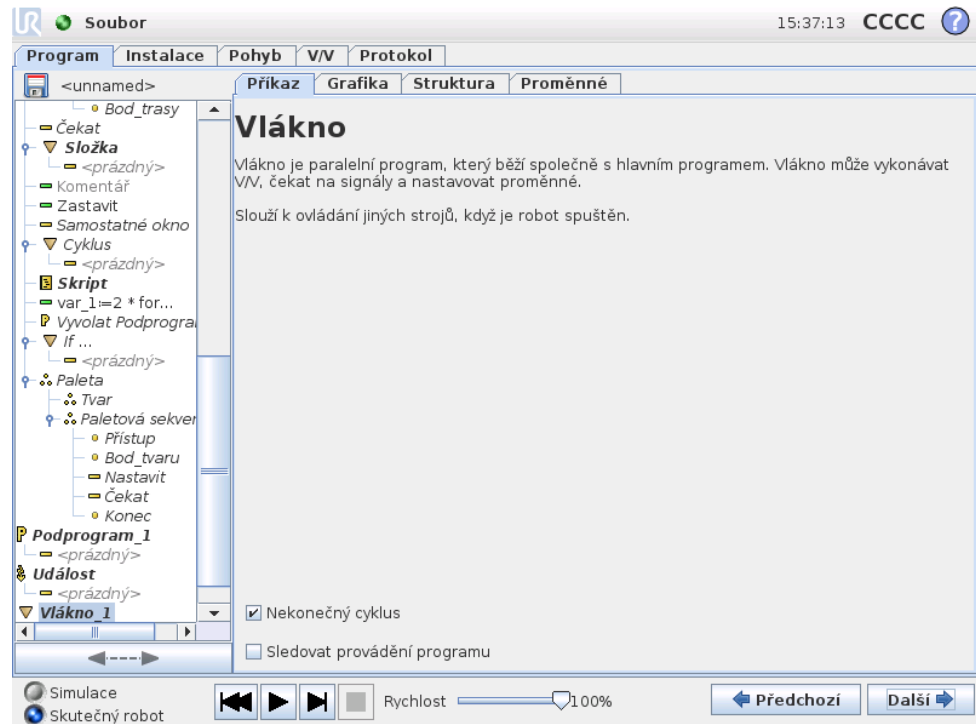 UR Soubor 15:37:13 CCCC ?
Program Instalace Pohyb V/V Protokol
<unnamed>
Příkaz Grafika Struktura Proměnné
Bod_trasy
Čekat
Složka
<prázdný>
Komentář
Zastavit
Samostatné okno
Cyklus
<prázdný>
Skript
var_1:=2 * for...
P Vyvolat Podprogra
If ...
<prázdný>
Paleta
Tvar
Paletová sekver
Přístup
Bod_tvaru
Nastavit
Čekat
Konec
P Podprogram_1
<prázdný>
Událost
<prázdný>
Vlákno_1
Vlákno
Vlákno je paralelní program, který běží společně s hlavním programem. Vlákno může vykonávat
V/V, čekat na signály a nastavovat proměnné.
Slouží k ovládání jiných strojů, když je robot spuštěn.
Nekonečný cyklus
Sledovat provádění programu
Simulace
Skutečný robot
Rychlost 100%
Předchozí Další